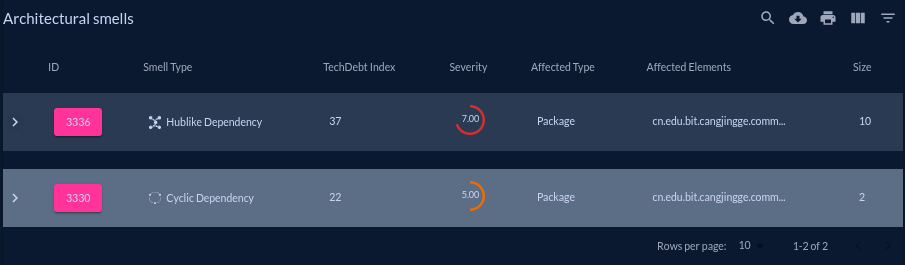 Architectural smells
ID Smell Type TechDebt Index Severity Affected Type Affected Elements Size
3336 Hublike Dependency 37 7.00 Package cn.edu.bit.cangjingge.comm... 10
3330 Cyclic Dependency 22 5.00 Package cn.edu.bit.cangjingge.comm... 2
Rows per page: 10 1-2 of 2